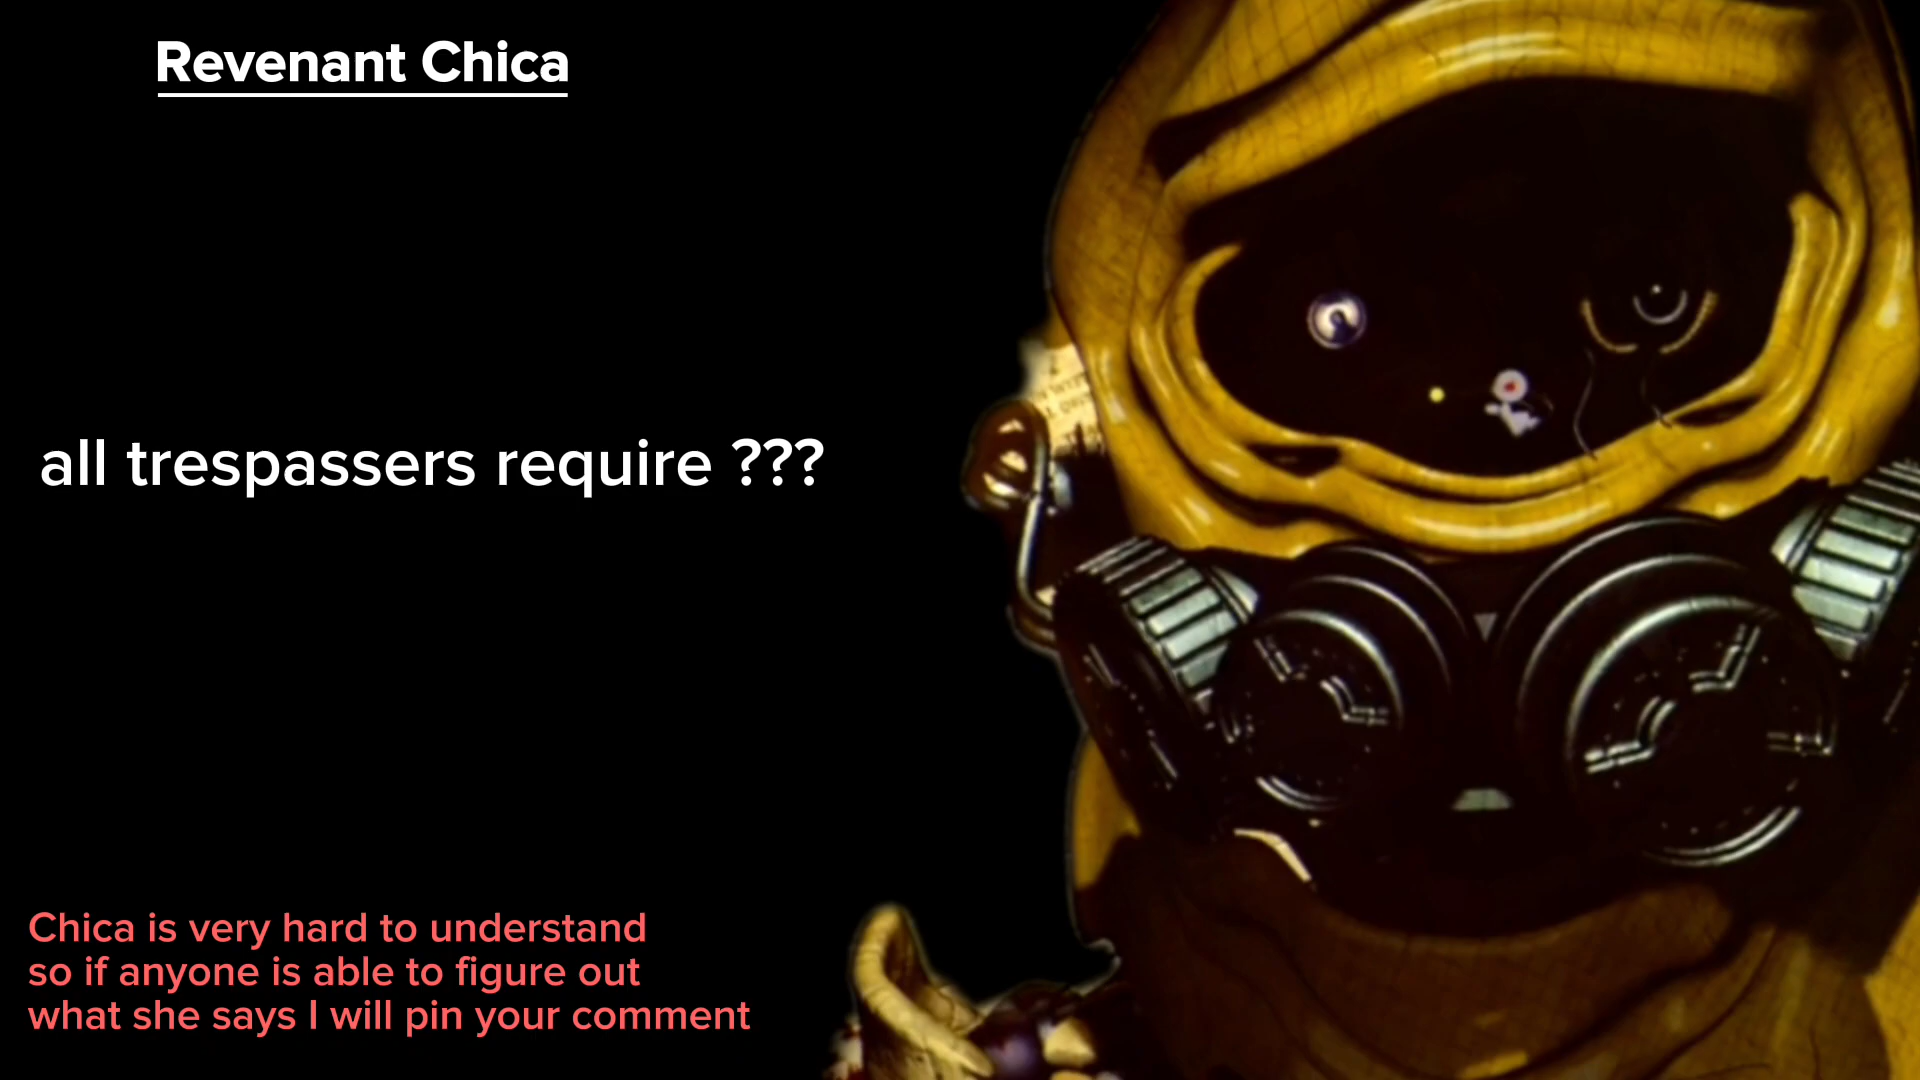 Revenant Chica
all trespassers require ???
Chica is very hard to understand
so if anyone is able to figure out
what she says I will pin your comment